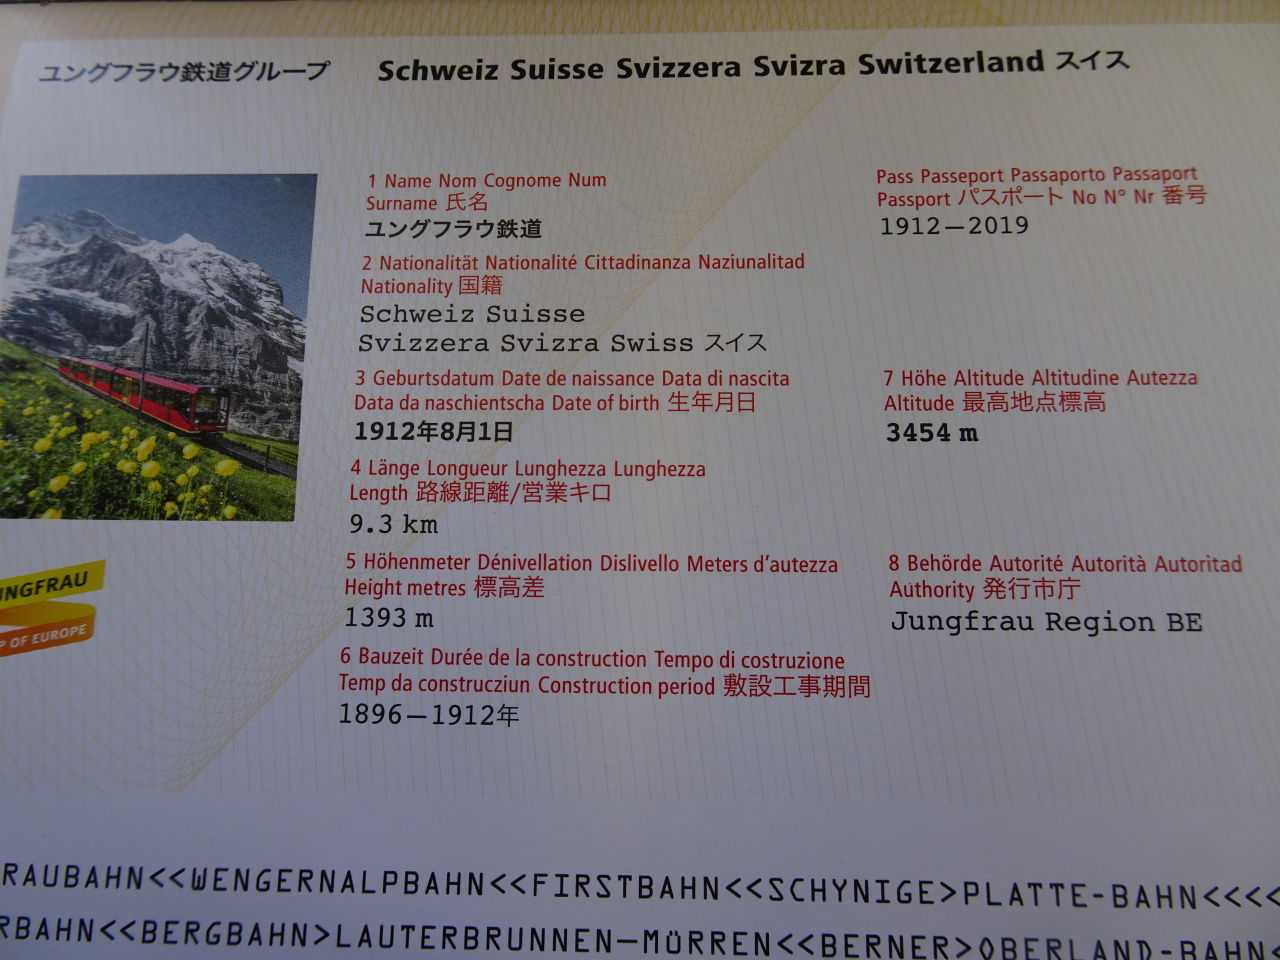 ユングフラウ鉄道グループ
Schweiz Suisse Svizzera Svizra Switzerland スイス
1 Name Nom Cognome Num
Surname 氏名
ユングフラウ鉄道
Pass Passeport Passaporto Passaport
Passport パスポート No N° Nr 番号
1912—2019
2 Nationalität Nationalité Cittadinanza Naziunalitad
Nationality 国籍
Schweiz Suisse
Svizzera Svizra Swiss スイス
3 Geburtsdatum Date de naissance Data di nascita
Data da naschientscha Date of birth 生年月日
1912年8月1日
7 Höhe Altitude Altitudine Autezza
Altitude 最高地点標高
3454 m
4 Länge Longueur Lunghezza Lunghezza
Length 路線距離/営業キロ
9.3 km
5 Höhenmeter Dénivellation Dislivello Meters d'autezza
Height metres 標高差
1393 m
8 Behörde Autorité Autorità Autoritad
Authority 発行市庁
Jungfrau Region BE
6 Bauzeit Durée de la construction Tempo di costruzione
Temp da construcziun Construction period 敷設工事期間
1896—1912年
UNGFRAU
P OF EUROPE
RAUBAHN<<WENGERNALPBAHN<<FIRSTBAHN<<SCHYNIGE>PLATTE-BAHN<<<<
RBAHN<<BERGBAHN>LAUTERBRUNNEN—MÜRREN<<BERNER>OBERLAND-BAHN<